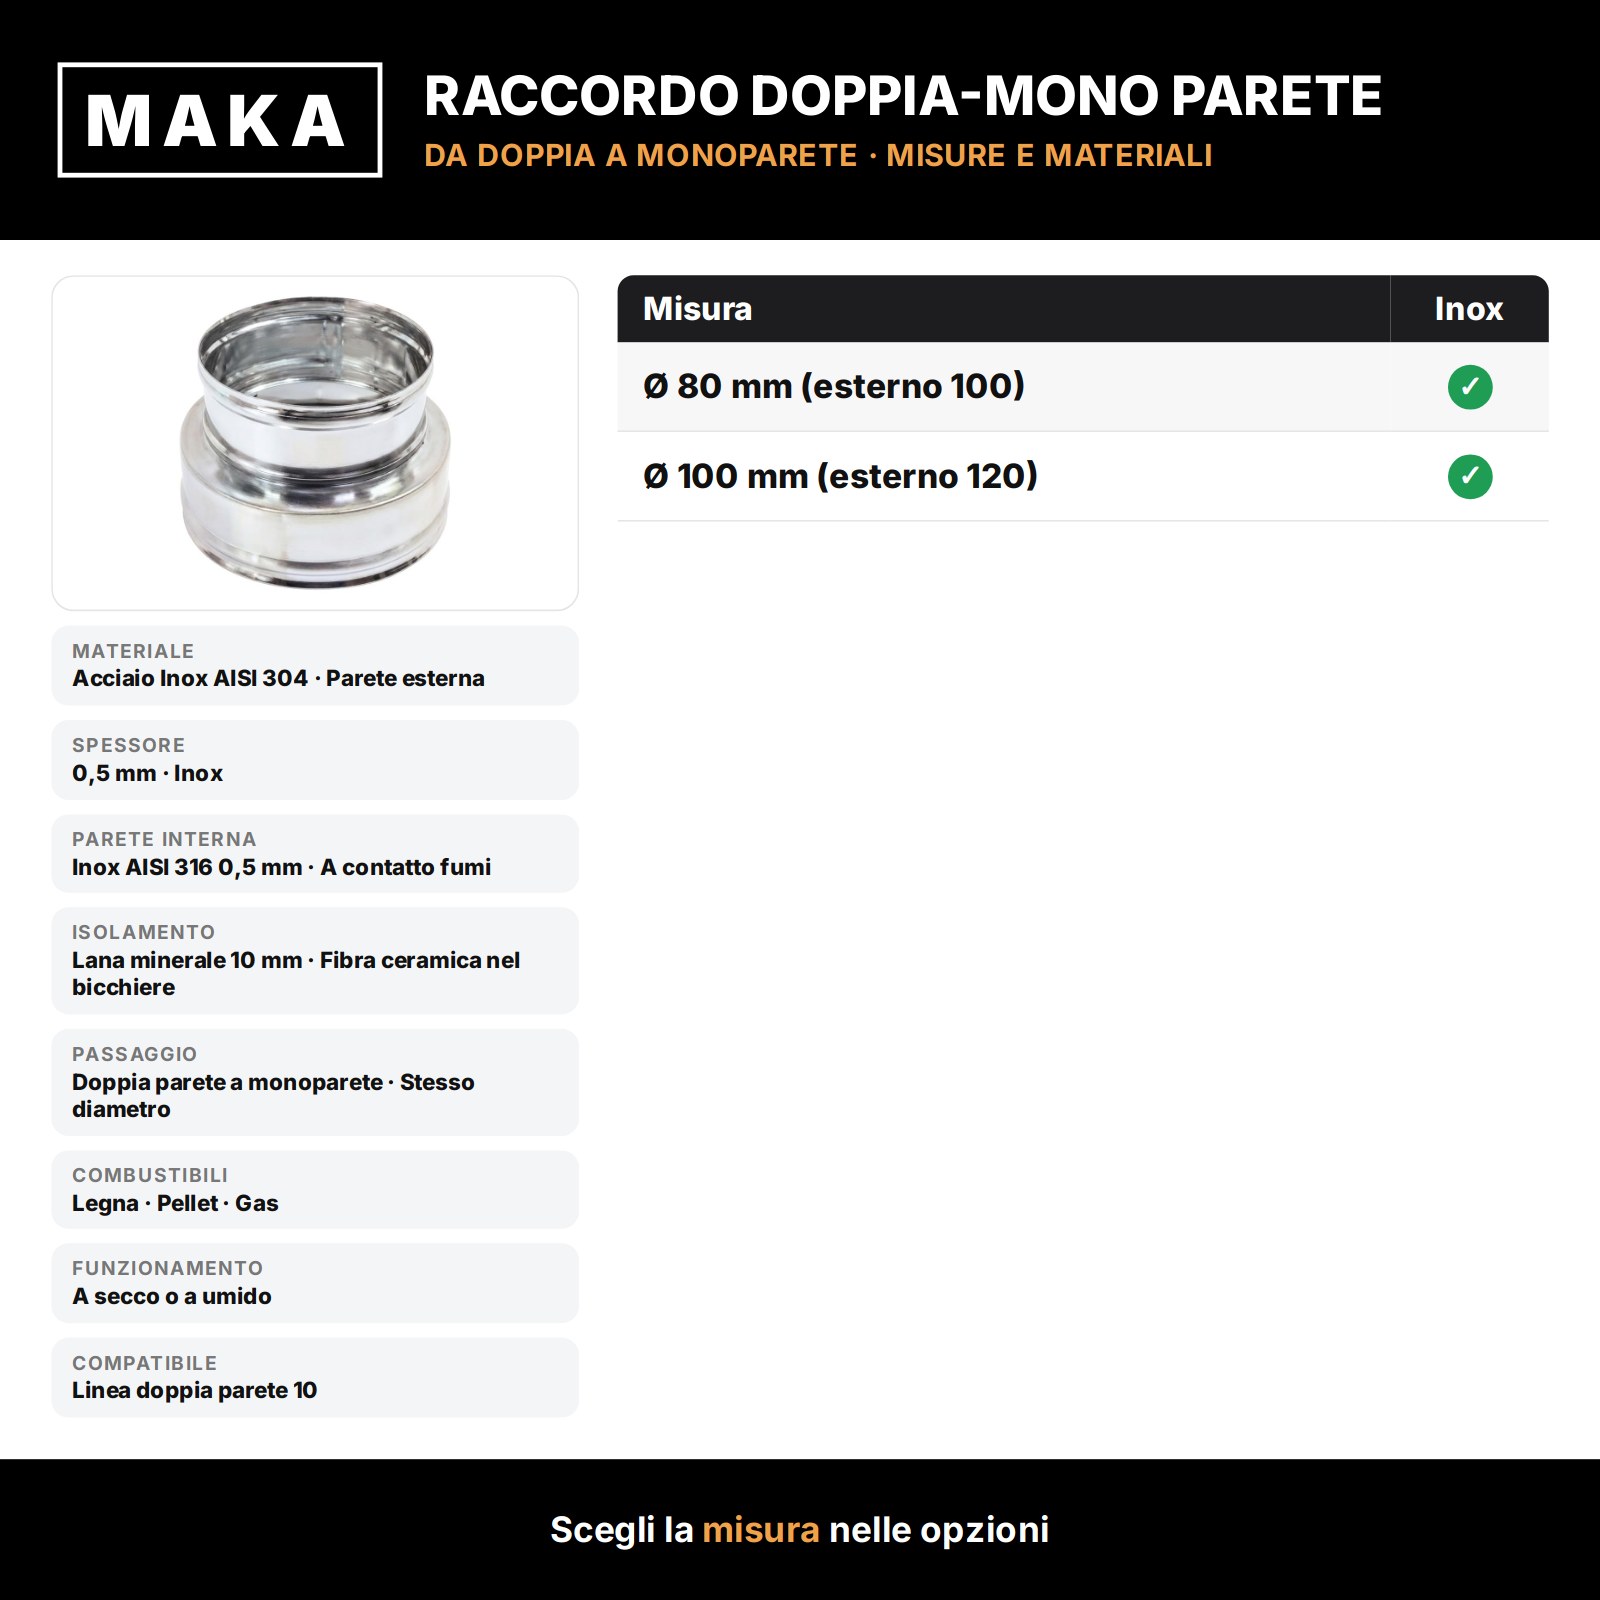 MAKA
RACCORDO DOPPIA-MONO PARETE
DA DOPPIA A MONOPARETE · MISURE E MATERIALI
MATERIALE
Acciaio Inox AISI 304 · Parete esterna
SPESSORE
0,5 mm · Inox
PARETE INTERNA
Inox AISI 316 0,5 mm · A contatto fumi
ISOLAMENTO
Lana minerale 10 mm · Fibra ceramica nel
bicchiere
PASSAGGIO
Doppia parete a monoparete · Stesso
diametro
COMBUSTIBILI
Legna · Pellet · Gas
FUNZIONAMENTO
A secco o a umido
COMPATIBILE
Linea doppia parete 10
Misura Inox
Ø 80 mm (esterno 100) ✓
Ø 100 mm (esterno 120) ✓
Scegli la misura nelle opzioni